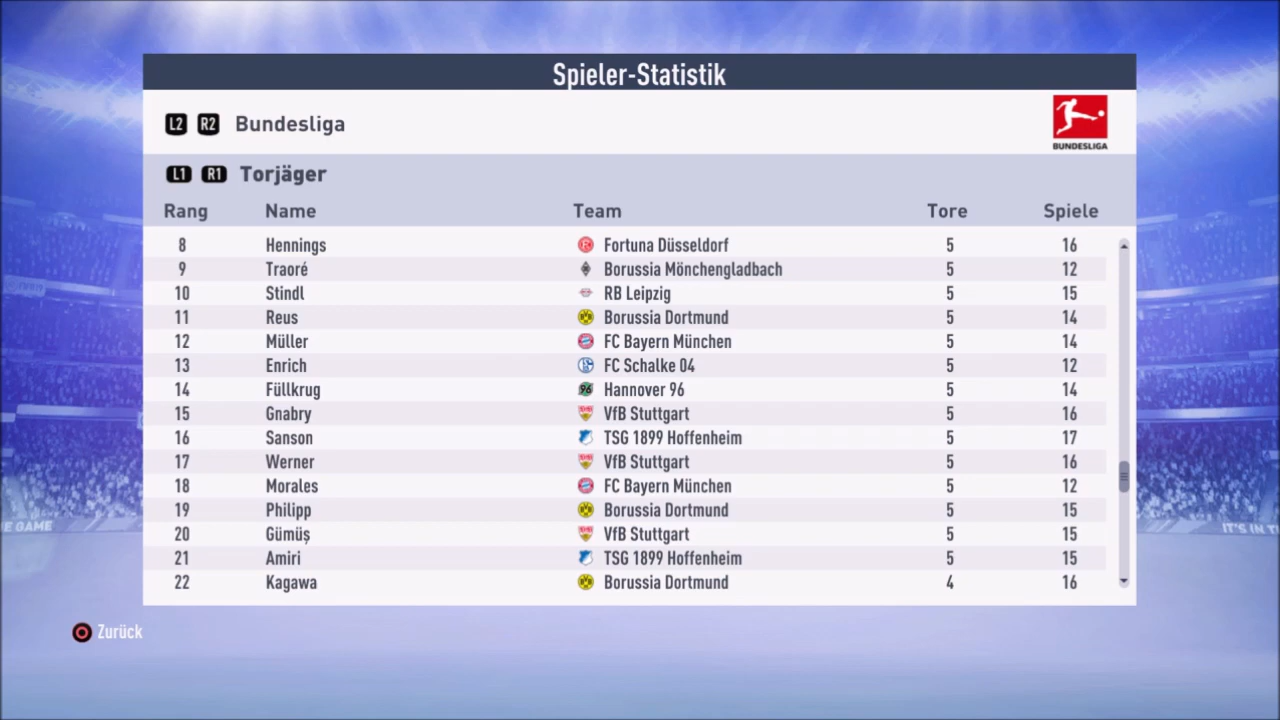 Spieler-Statistik
L2 R2 Bundesliga
BUNDESLIGA
L1 R1 Torjäger
Rang Name Team Tore Spiele
8 Hennings Fortuna Düsseldorf 5 16
9 Traoré Borussia Mönchengladbach 5 12
10 Stindl RB Leipzig 5 15
11 Reus Borussia Dortmund 5 14
12 Müller FC Bayern München 5 14
13 Enrich FC Schalke 04 5 12
14 Füllkrug Hannover 96 5 14
15 Gnabry VfB Stuttgart 5 16
16 Sanson TSG 1899 Hoffenheim 5 17
17 Werner VfB Stuttgart 5 16
18 Morales FC Bayern München 5 12
19 Philipp Borussia Dortmund 5 15
20 Gümüş VfB Stuttgart 5 15
21 Amiri TSG 1899 Hoffenheim 5 15
22 Kagawa Borussia Dortmund 4 16
E GAME
IT'S IN T
Zurück